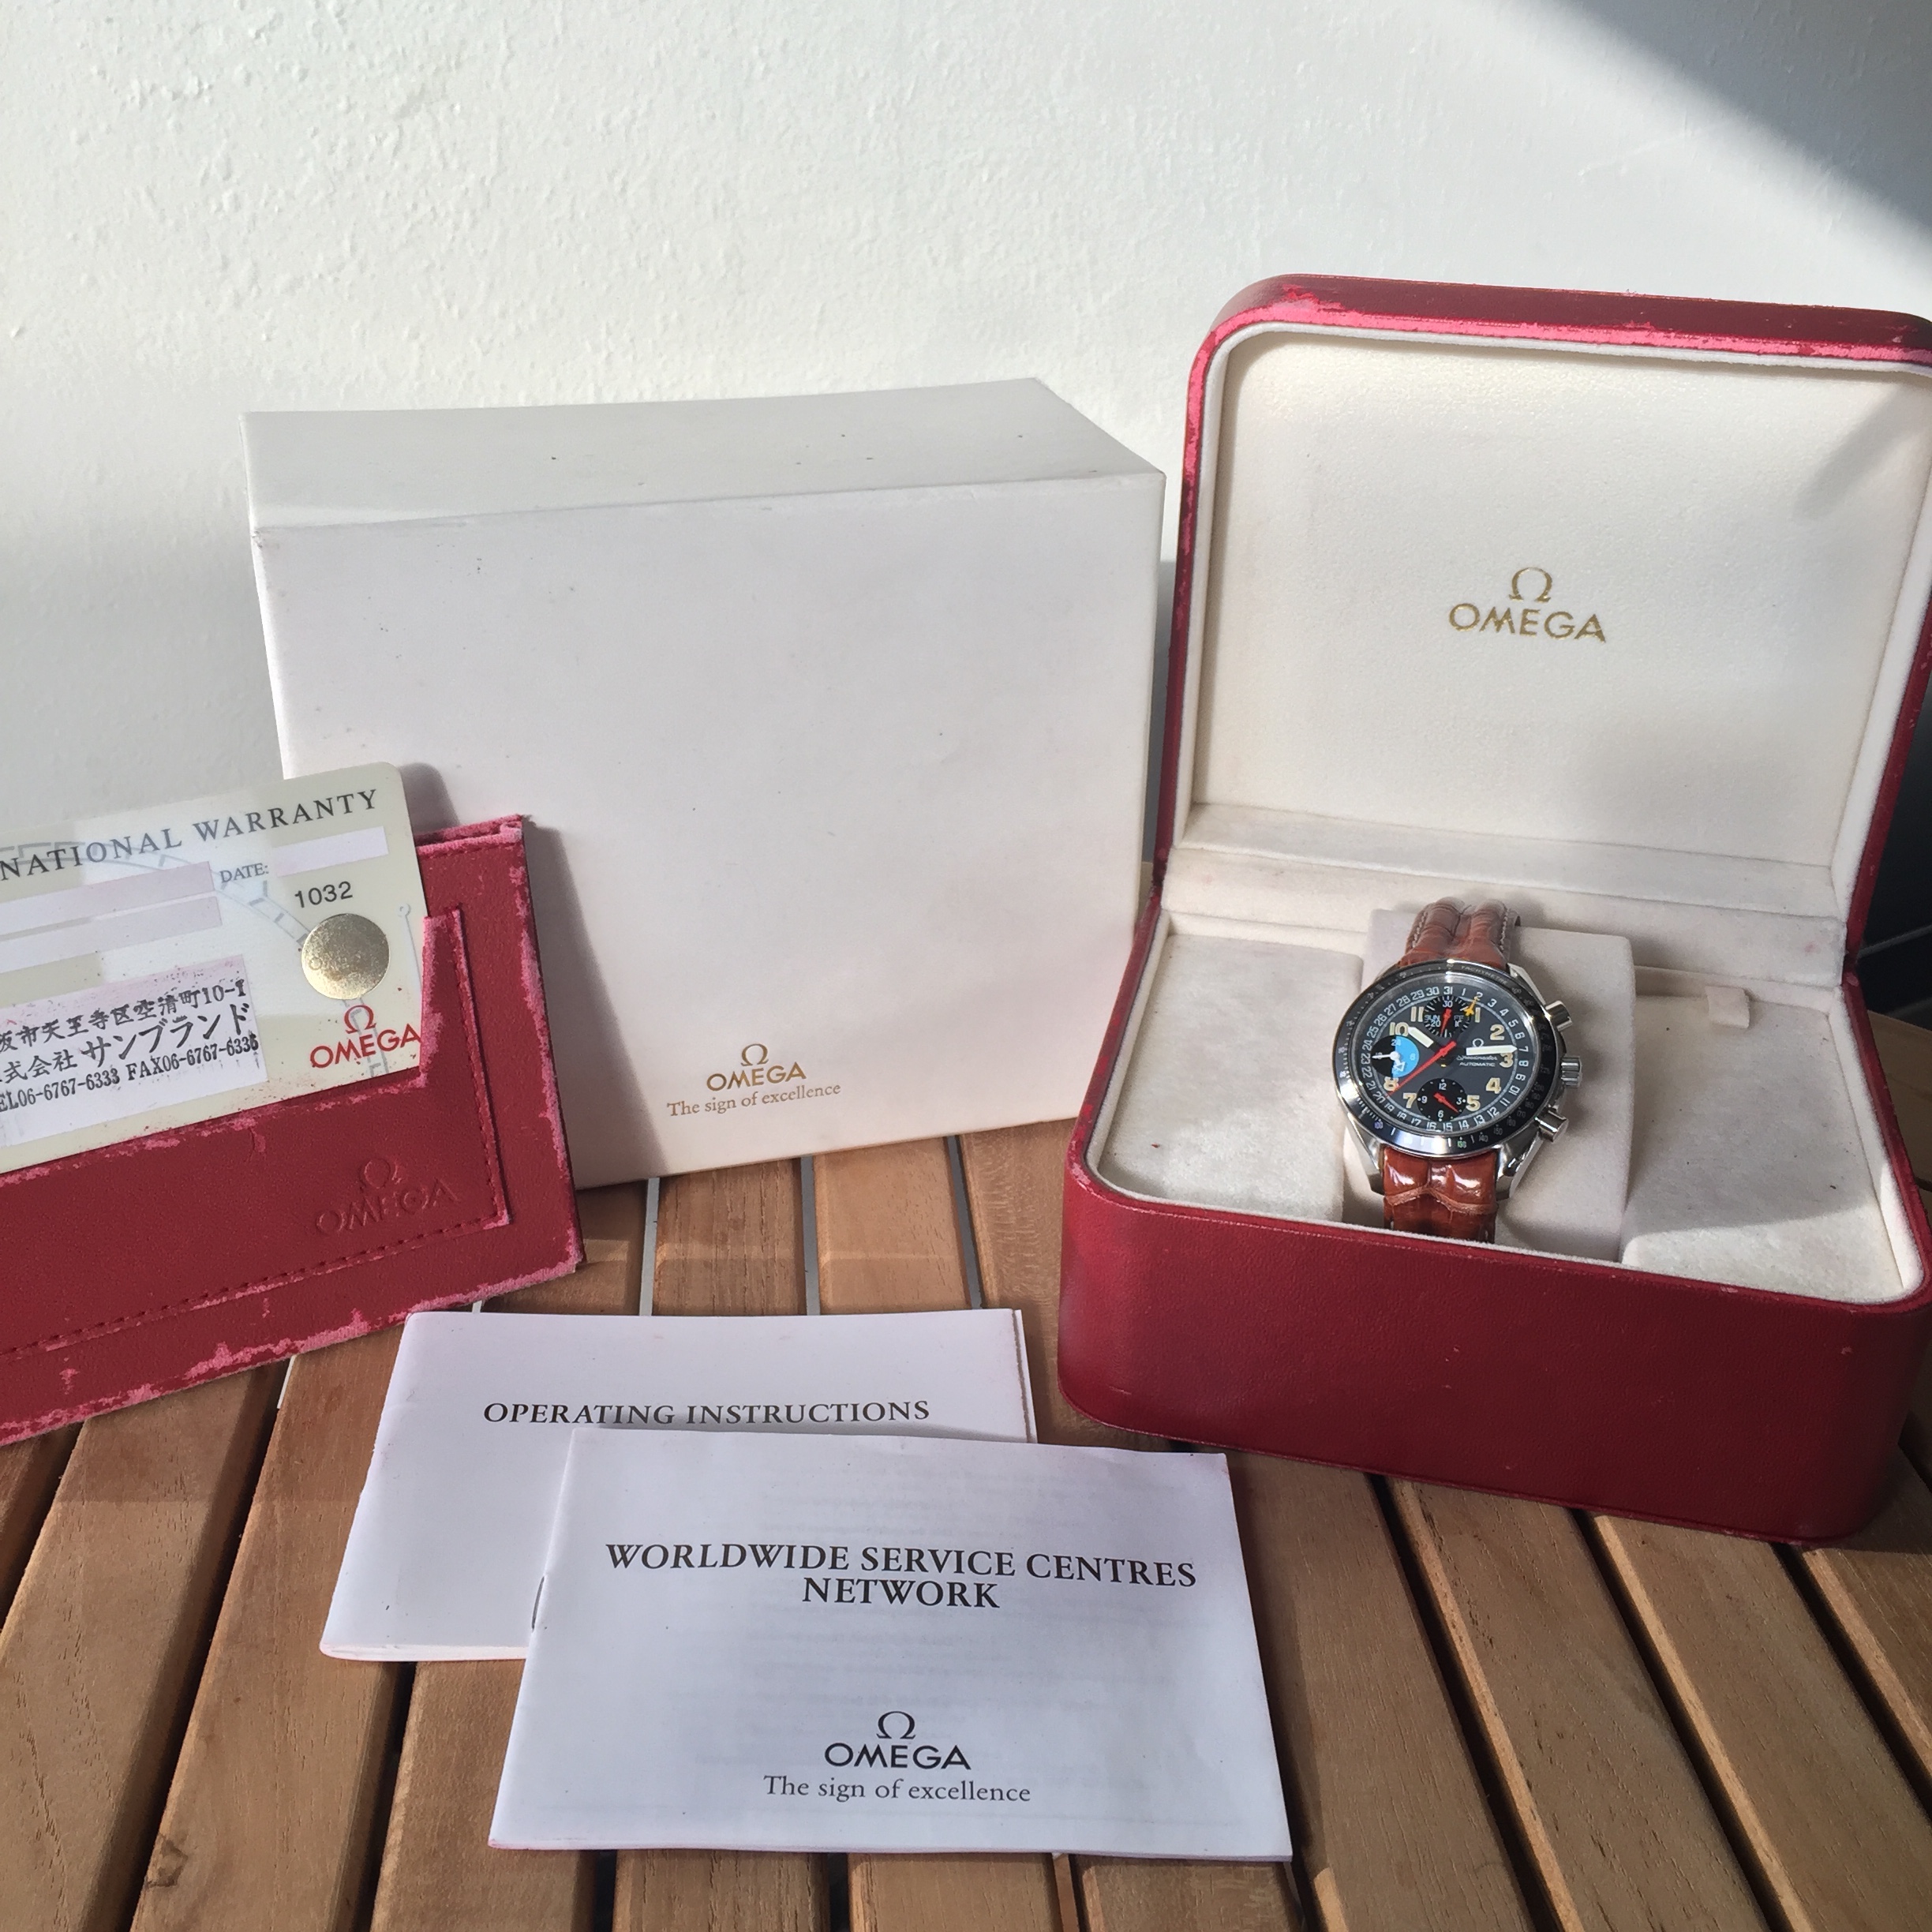 NATIONAL WARRANTY
DATE:
1032
阪市天王寺区空清町10-1
式会社 サンブランド
EL06-6767-6333 FAX06-6767-6336
Ω
OMEGA
OMEGA
Ω
OMEGA
The sign of excellence
Ω
OMEGA
OPERATING INSTRUCTIONS
WORLDWIDE SERVICE CENTRES
NETWORK
Ω
OMEGA
The sign of excellence
Speedmaster
AUTOMATIC